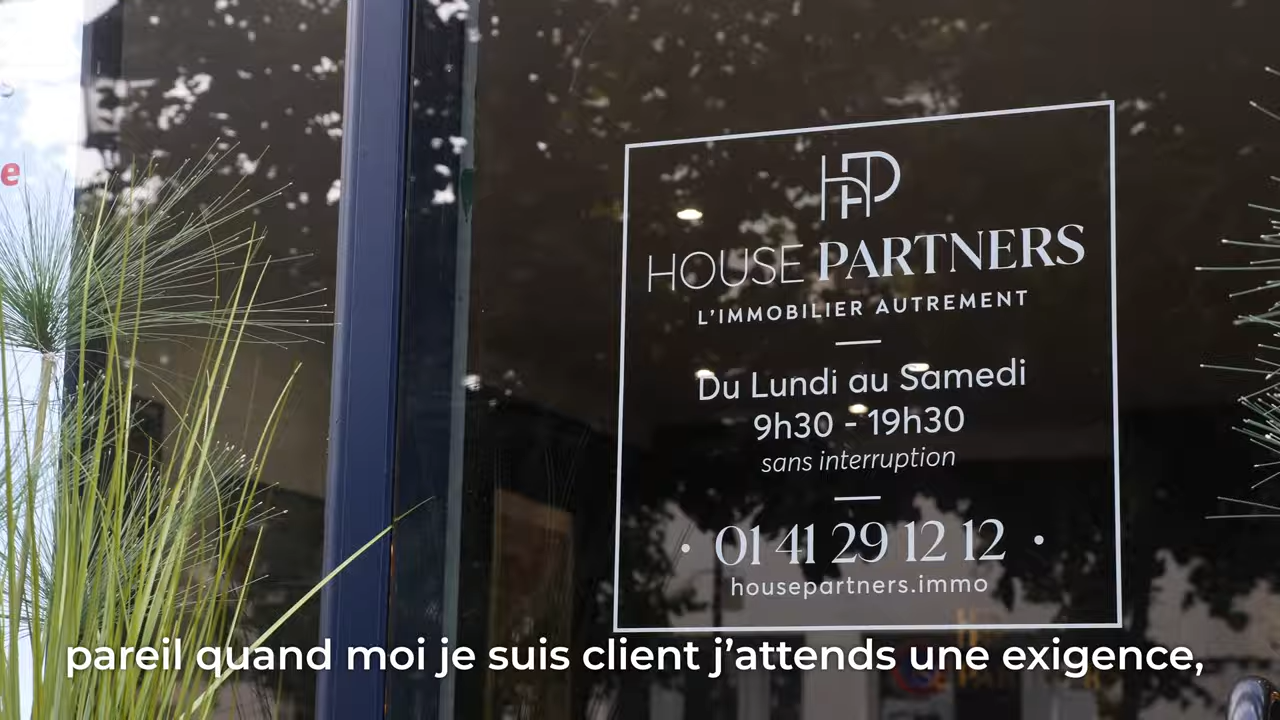 e
HP
HOUSE PARTNERS
L'IMMOBILIER AUTREMENT
Du Lundi au Samedi
9h30 - 19h30
sans interruption
• 01 41 29 12 12 •
housepartners.immo
pareil quand moi je suis client j'attends une exigence,